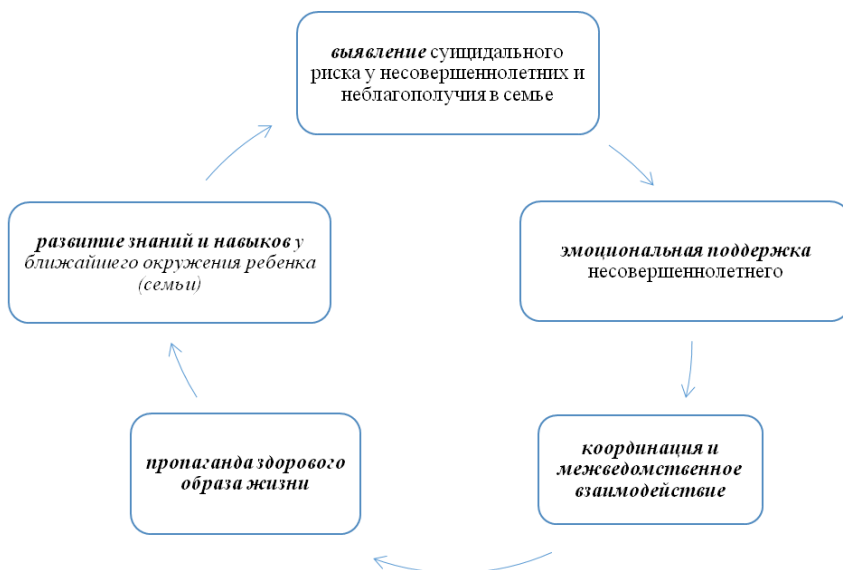 выявление суицидального
риска у несовершеннолетних и
неблагополучия в семье
эмоциональная поддержка
несовершеннолетнего
координация и
межведомственное
взаимодействие
пропаганда здорового
образа жизни
развитие знаний и навыков у
ближайшего окружения ребенка
(семьи)